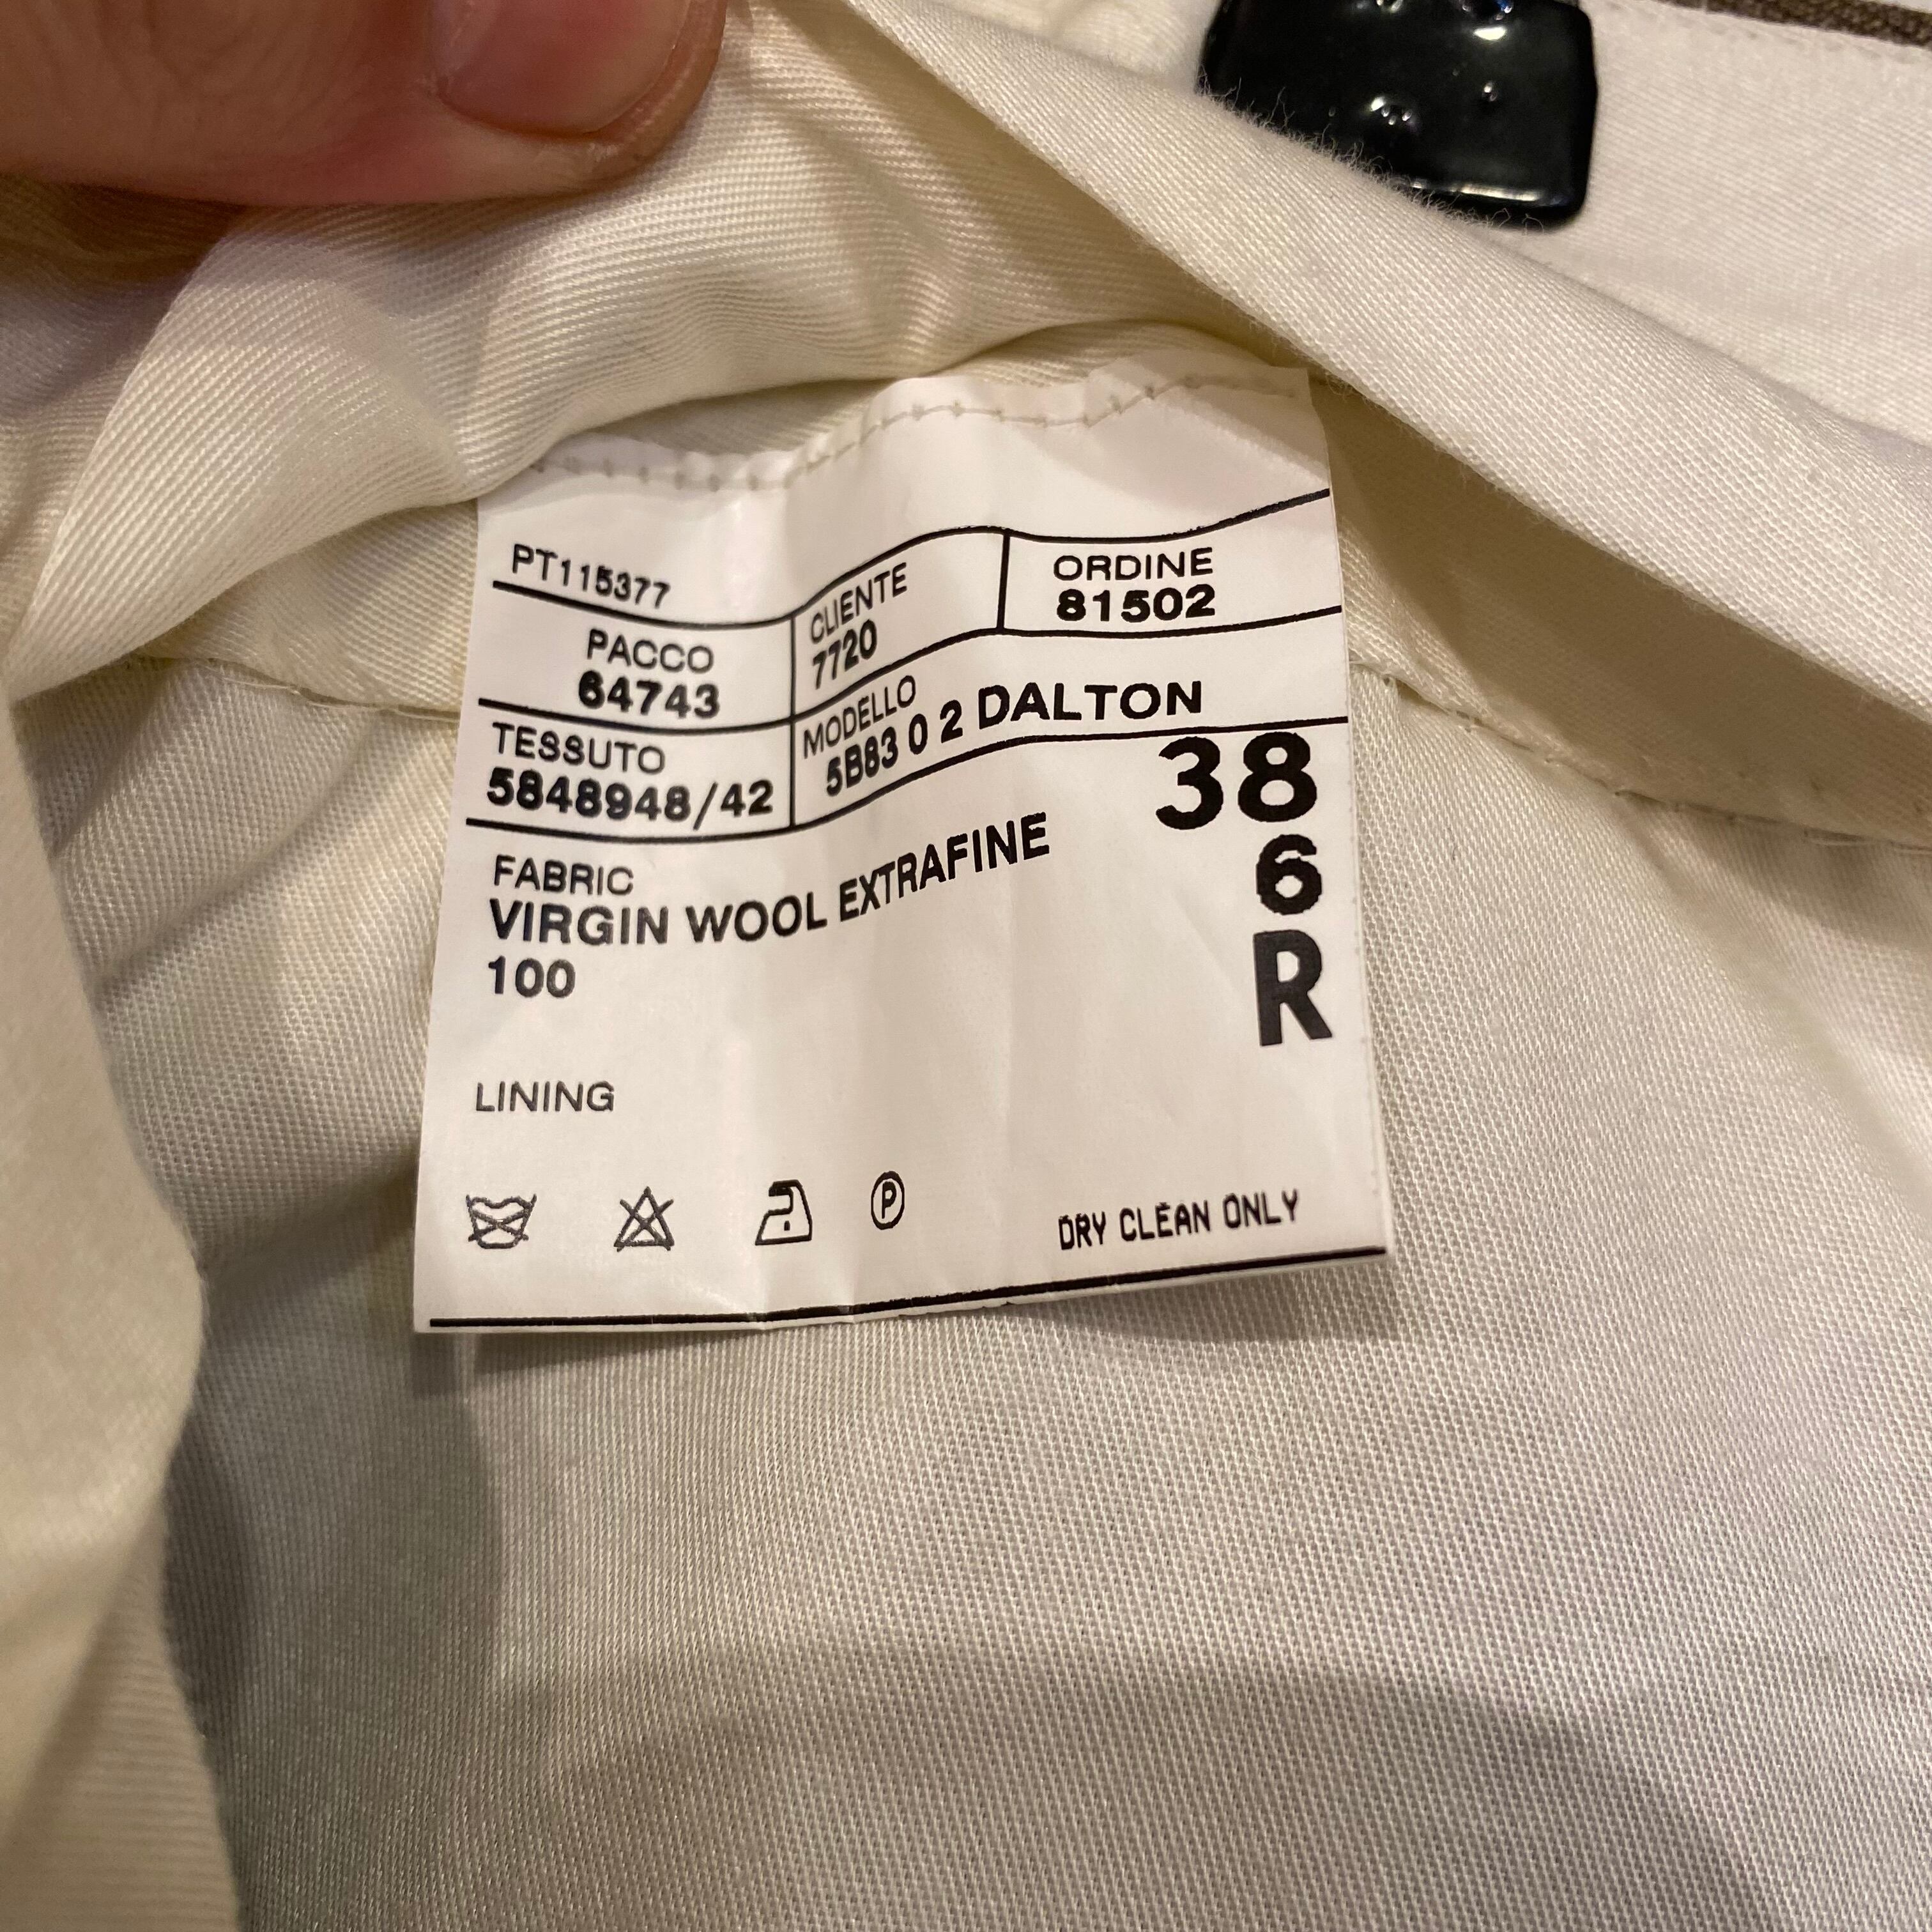 PT115377
CLIENTE
7720
ORDINE
81502
PACCO
64743
MODELLO
5B83 0 2 DALTON
TESSUTO
5848948/42
38
6
R
FABRIC
VIRGIN WOOL EXTRAFINE
100
LINING
P
DRY CLEAN ONLY